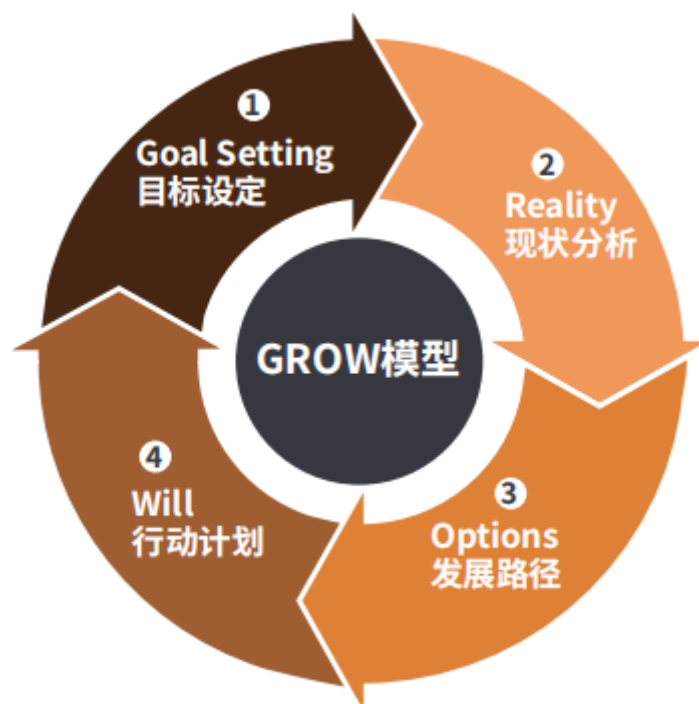 1
Goal Setting
目标设定
2
Reality
现状分析
GROW模型
3
Options
发展路径
4
Will
行动计划